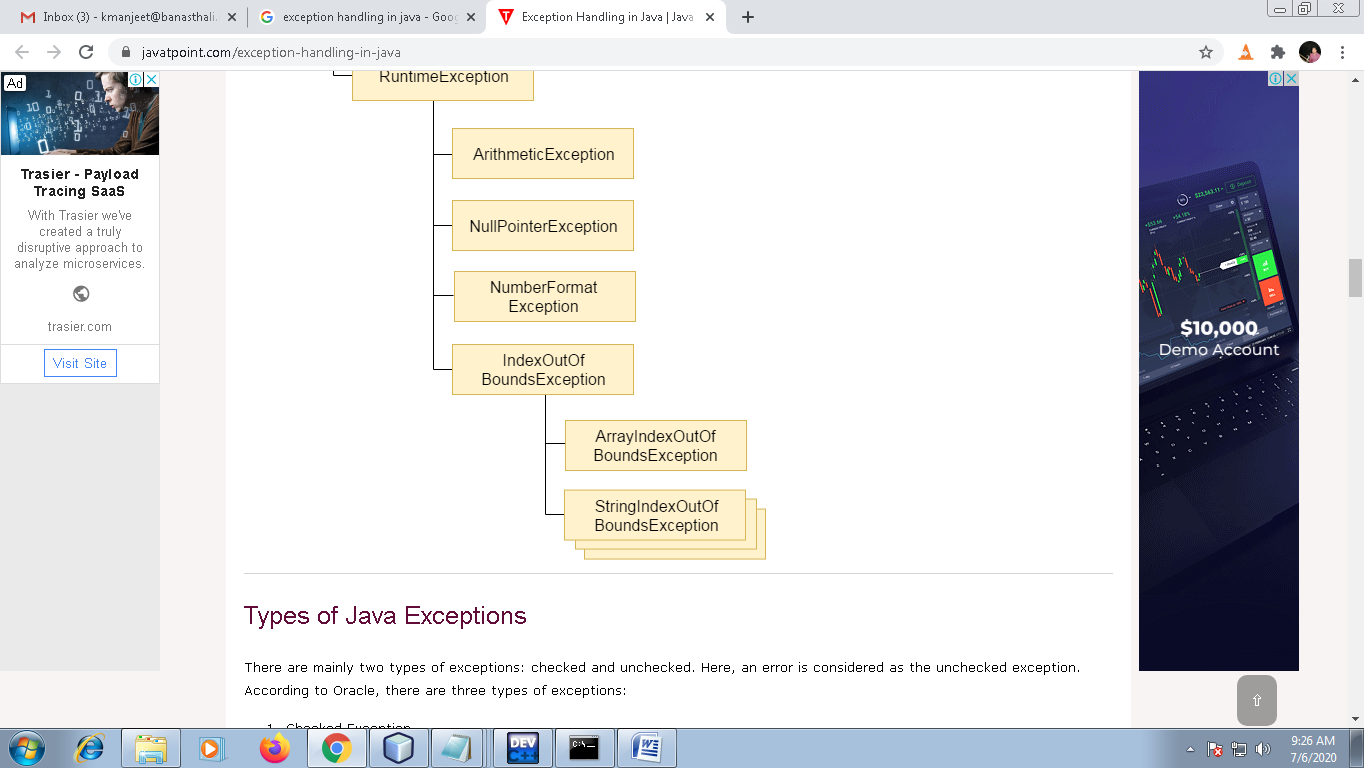 Inbox (3) - kmanjeet@banasthali.
exception handling in java - Goog
Exception Handling in Java | Java
javatpoint.com/exception-handling-in-java
Ad
Trasier - Payload
Tracing SaaS
With Trasier we've
created a truly
disruptive approach to
analyze microservices.
trasier.com
Visit Site
RuntimeException
ArithmeticException
NullPointerException
NumberFormat
Exception
IndexOutOf
BoundsException
ArrayIndexOutOf
BoundsException
StringIndexOutOf
BoundsException
$10,000
Demo Account
Types of Java Exceptions
There are mainly two types of exceptions: checked and unchecked. Here, an error is considered as the unchecked exception.
According to Oracle, there are three types of exceptions:
1. Checked Exception
DEV
C:\
9:26 AM
7/6/2020